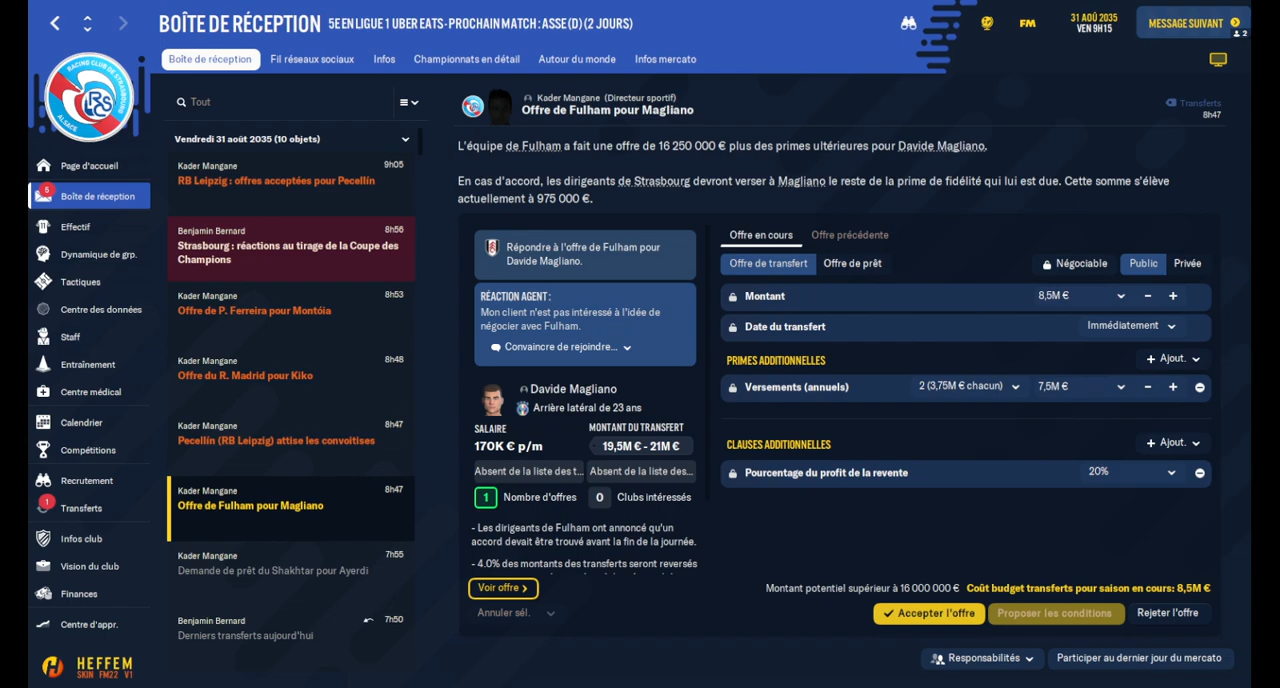 BOÎTE DE RÉCEPTION 5E EN LIGUE 1 UBER EATS - PROCHAIN MATCH : ASSE (D) (2 JOURS)
FM
31 AOÛ 2035
VEN 9H15
MESSAGE SUIVANT
2
Boîte de réception Fil réseaux sociaux Infos Championnats en détail Autour du monde Infos mercato
RACING CLUB DE STRASBOURG
RCS
ALSACE
Page d'accueil
5
Boîte de réception
Effectif
Dynamique de grp.
Tactiques
Centre des données
Staff
Entraînement
Centre médical
Calendrier
Compétitions
Recrutement
1
Transferts
Infos club
Vision du club
Finances
Centre d'appr.
HEFFEM
SKIN FM22 V1
Tout
Vendredi 31 août 2035 (10 objets)
Kader Mangane 9h05
RB Leipzig : offres acceptées pour Pecellín
Benjamin Bernard 8h56
Strasbourg : réactions au tirage de la Coupe des
Champions
Kader Mangane 8h53
Offre de P. Ferreira pour Montóia
Kader Mangane 8h48
Offre du R. Madrid pour Kiko
Kader Mangane 8h47
Pecellín (RB Leipzig) attise les convoitises
Kader Mangane 8h47
Offre de Fulham pour Magliano
Kader Mangane 7h55
Demande de prêt du Shakhtar pour Ayerdi
Benjamin Bernard 7h50
Derniers transferts aujourd'hui
Kader Mangane (Directeur sportif)
Offre de Fulham pour Magliano
Transferts
8h47
L'équipe de Fulham a fait une offre de 16 250 000 € plus des primes ultérieures pour Davide Magliano.
En cas d'accord, les dirigeants de Strasbourg devront verser à Magliano le reste de la prime de fidélité qui lui est due. Cette somme s'élève
actuellement à 975 000 €.
Répondre à l'offre de Fulham pour
Davide Magliano.
RÉACTION AGENT :
Mon client n'est pas intéressé à l'idée de
négocier avec Fulham.
Convaincre de rejoindre...
Davide Magliano
Arrière latéral de 23 ans
SALAIRE MONTANT DU TRANSFERT
170K € p/m 19,5M € - 21M €
Absent de la liste des t... Absent de la liste des...
1 Nombre d'offres 0 Clubs intéressés
- Les dirigeants de Fulham ont annoncé qu'un
accord devait être trouvé avant la fin de la journée.
- 4.0% des montants des transferts seront reversés
Voir offre
Annuler sél.
Offre en cours Offre précédente
Offre de transfert Offre de prêt Négociable Public Privée
Montant 8,5M €
Date du transfert Immédiatement
PRIMES ADDITIONNELLES + Ajout.
Versements (annuels) 2 (3,75M € chacun) 7,5M €
CLAUSES ADDITIONNELLES + Ajout.
Pourcentage du profit de la revente 20%
Montant potentiel supérieur à 16 000 000 € Coût budget transferts pour saison en cours: 8,5M €
Accepter l'offre Proposer les conditions Rejeter l'offre
Responsabilités Participer au dernier jour du mercato